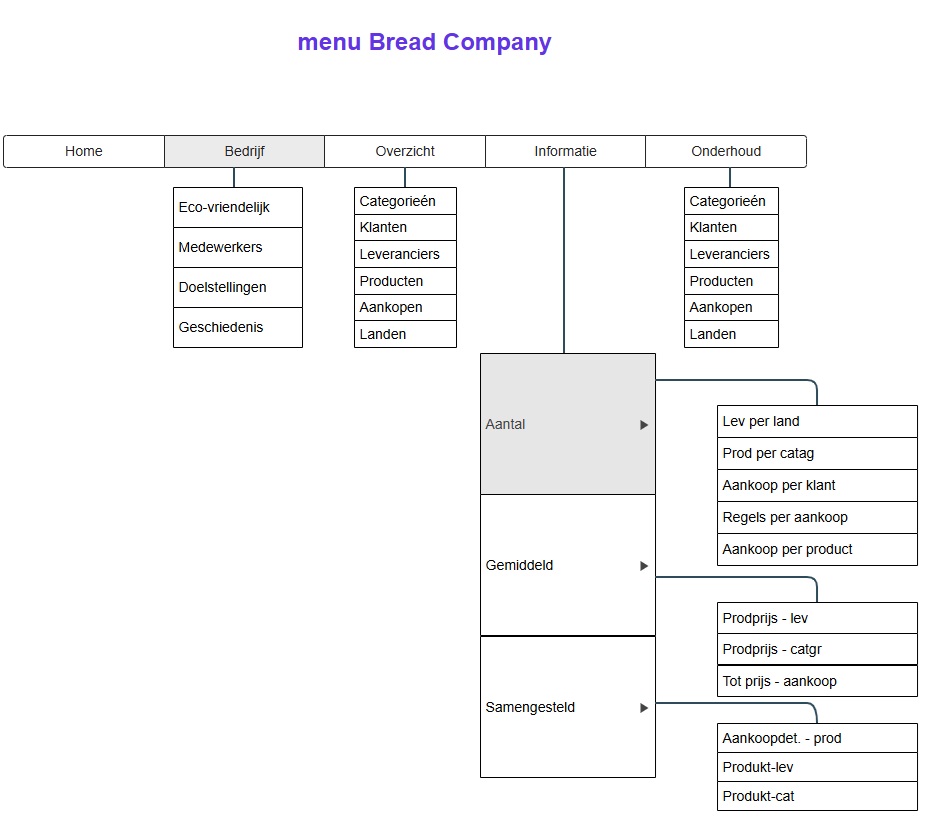 menu Bread Company
Home
Bedrijf
Overzicht
Informatie
Onderhoud
Eco-vriendelijk
Medewerkers
Doelstellingen
Geschiedenis
Categorieén
Klanten
Leveranciers
Producten
Aankopen
Landen
Categorieén
Klanten
Leveranciers
Producten
Aankopen
Landen
Aantal
Gemiddeld
Samengesteld
Lev per land
Prod per catag
Aankoop per klant
Regels per aankoop
Aankoop per product
Prodprijs - lev
Prodprijs - catgr
Tot prijs - aankoop
Aankoopdet. - prod
Produkt-lev
Produkt-cat